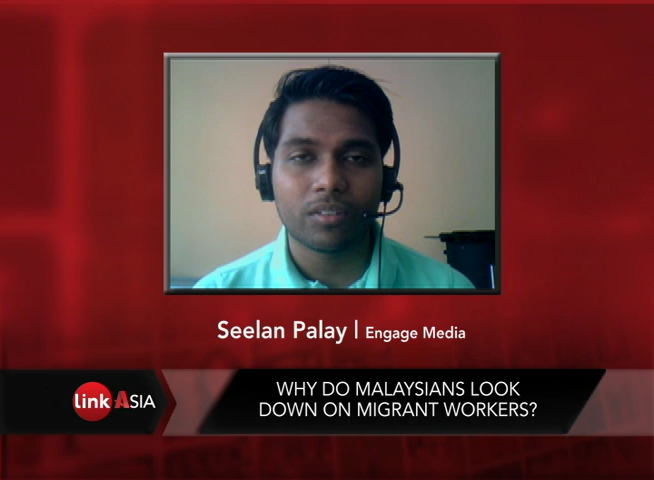 Seelan Palay | Engage Media
link ASIA
WHY DO MALAYSIANS LOOK
DOWN ON MIGRANT WORKERS?